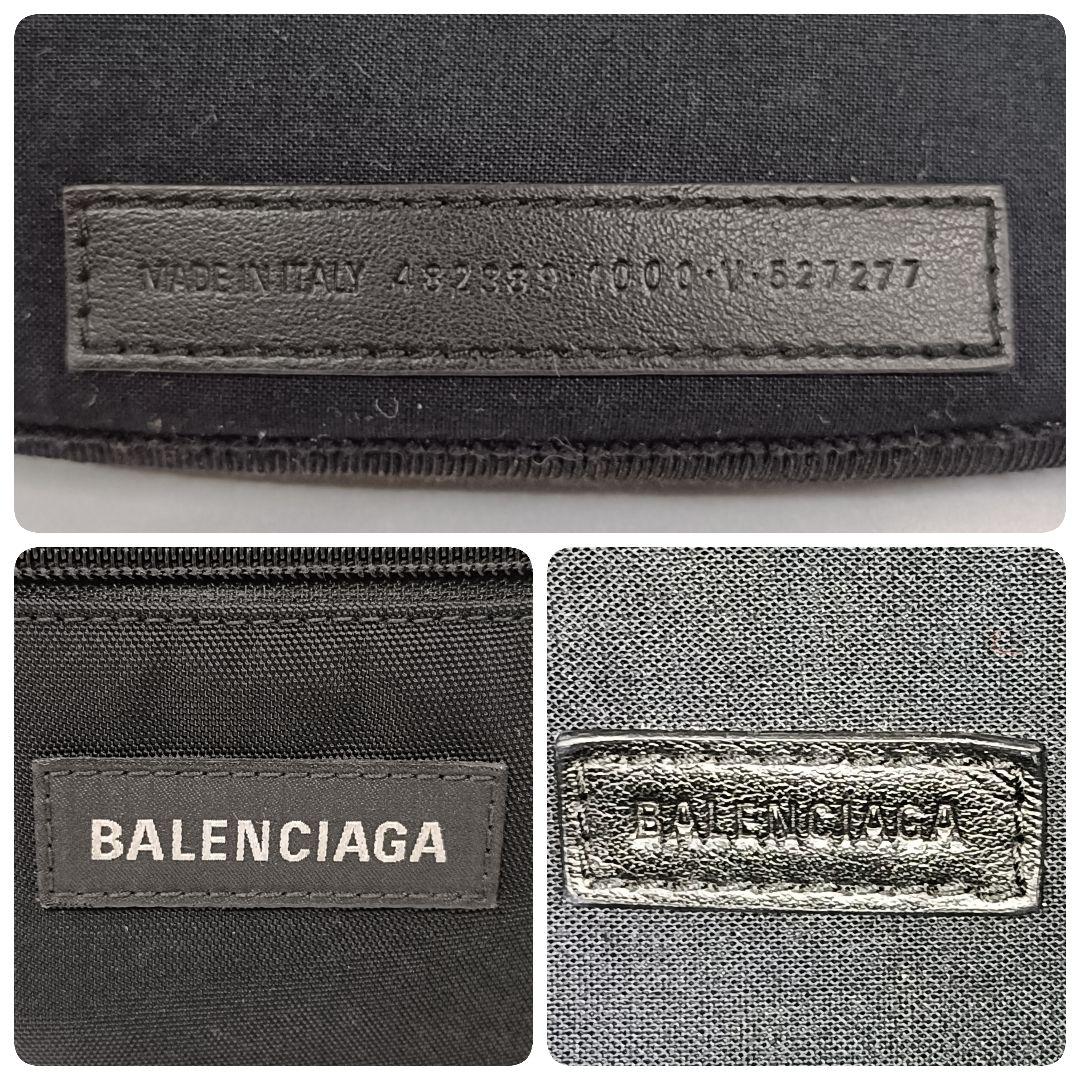 MADE IN ITALY 482389·1000·V·527277
BALENCIAGA
BALENCIAGA